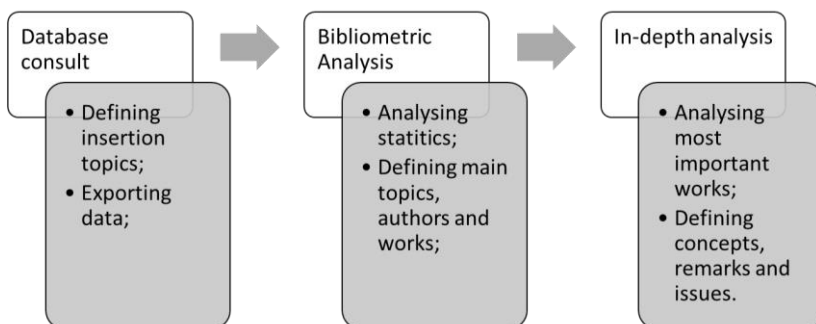 Database
consult
• Defining
insertion
topics;
• Exporting
data;
Bibliometric
Analysis
• Analysing
statitics;
• Defining main
topics,
authors and
works;
In-depth analysis
• Analysing
most
important
works;
• Defining
concepts,
remarks and
issues.